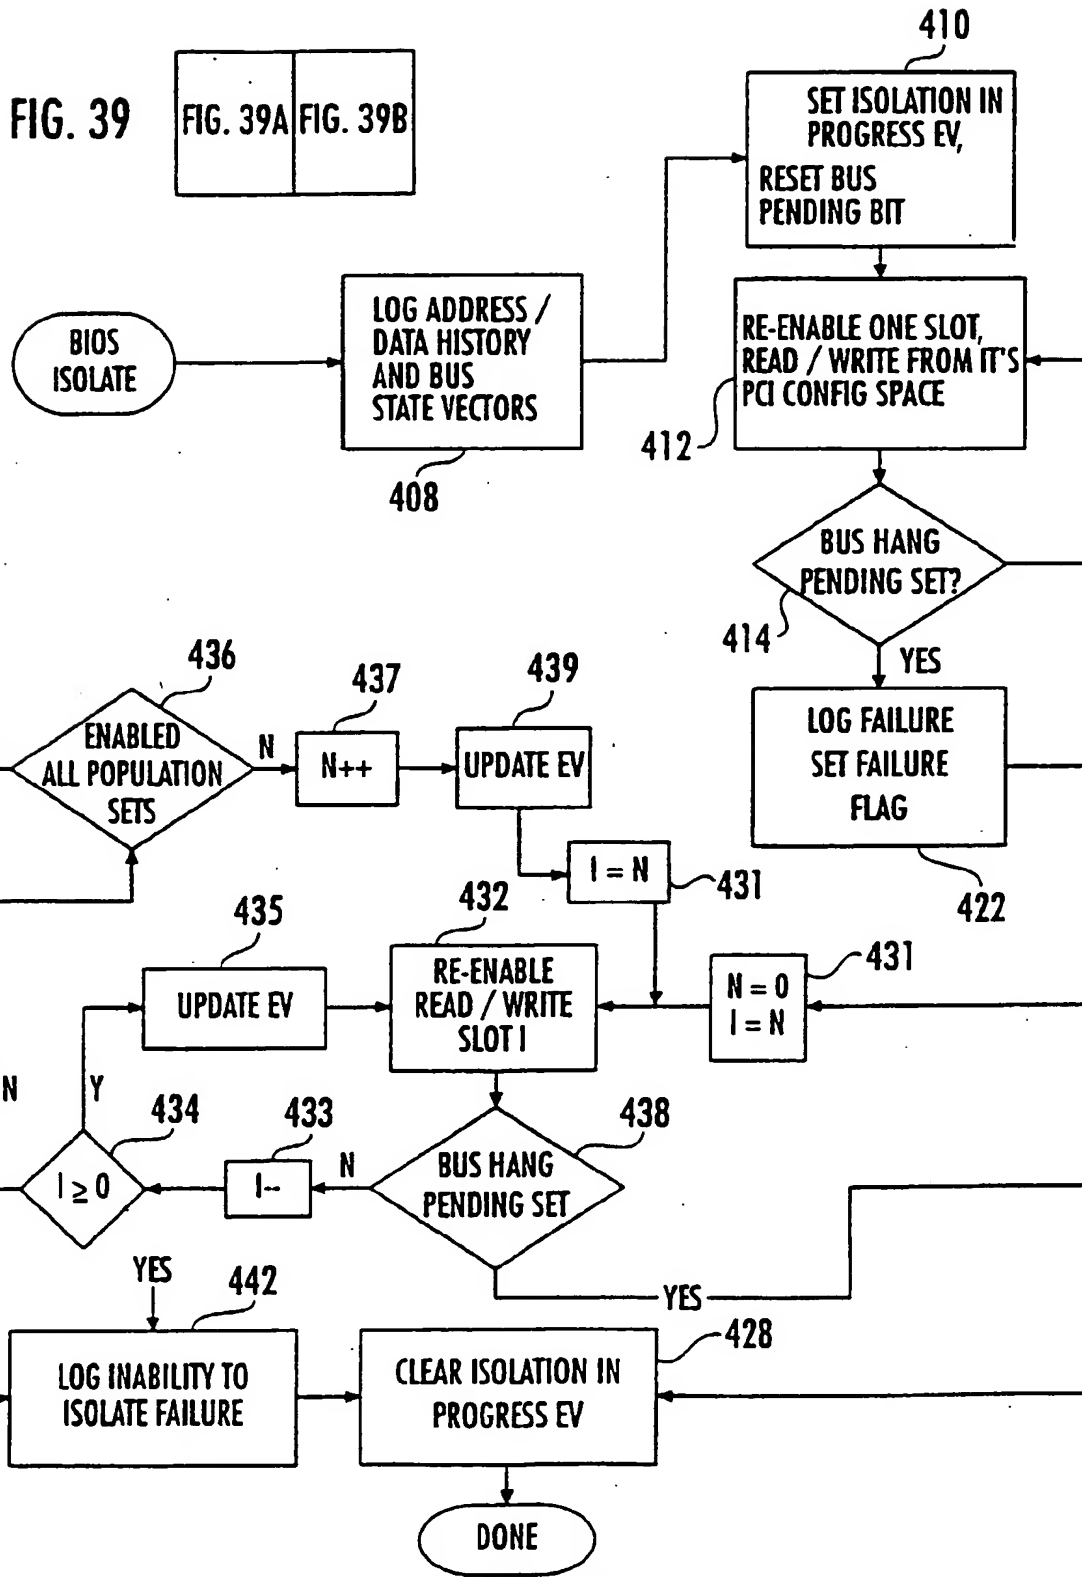 FIG. 39
FIG. 39A
FIG. 39B
410
SET ISOLATION IN
PROGRESS EV,
RESET BUS
PENDING BIT
BIOS
ISOLATE
LOG ADDRESS /
DATA HISTORY
AND BUS
STATE VECTORS
408
RE-ENABLE ONE SLOT,
READ / WRITE FROM IT'S
PCI CONFIG SPACE
412
BUS HANG
PENDING SET?
414
YES
LOG FAILURE
SET FAILURE
FLAG
422
436
ENABLED
ALL POPULATION
SETS
N
437
N++
439
UPDATE EV
I = N
431
435
UPDATE EV
432
RE-ENABLE
READ / WRITE
SLOT I
431
N = 0
I = N
N
Y
434
I ≥ 0
433
I--
N
438
BUS HANG
PENDING SET
YES
YES
442
LOG INABILITY TO
ISOLATE FAILURE
428
CLEAR ISOLATION IN
PROGRESS EV
DONE